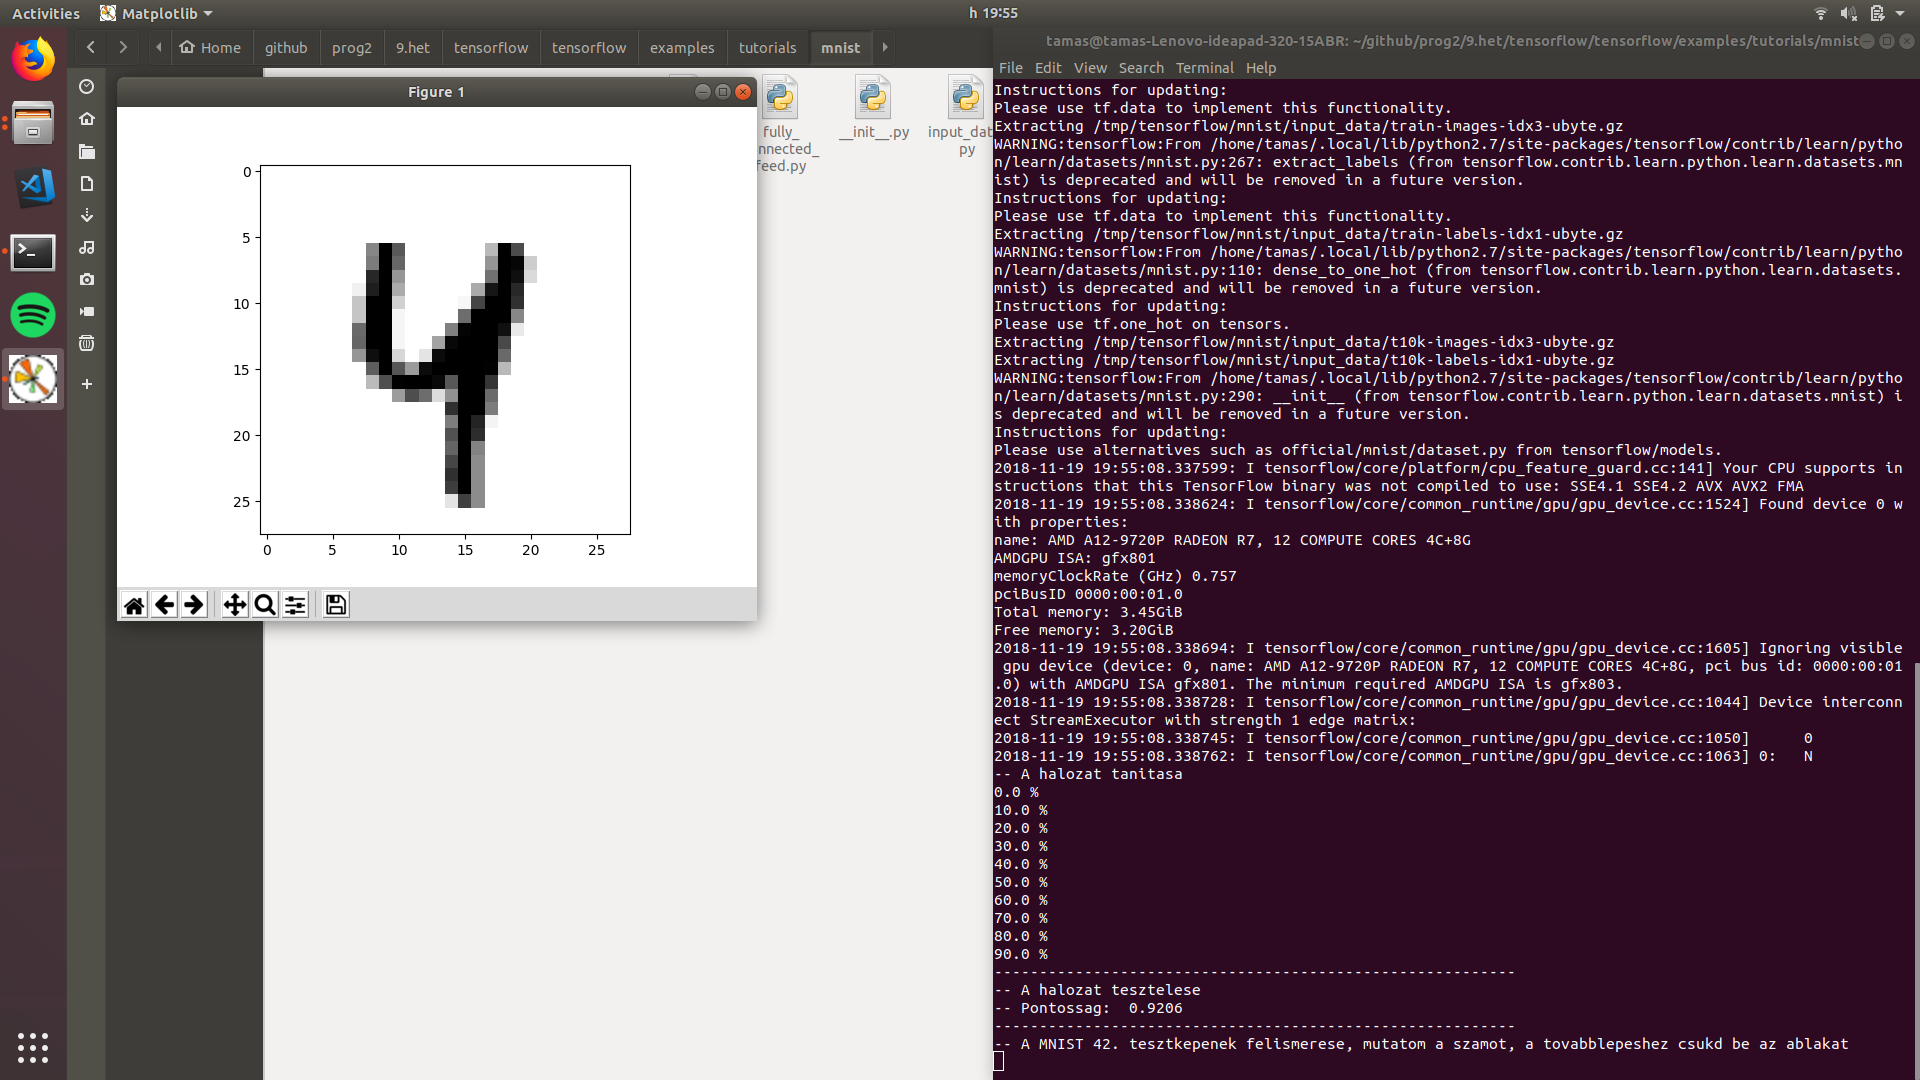 Activities
Matplotlib
h 19:55
Home
github
prog2
9.het
tensorflow
tensorflow
examples
tutorials
mnist
fully_
nnected_
feed.py
__init__.py
input_dat
py
Figure 1
0
5
10
15
20
25
0
5
10
15
20
25
tamas@tamas-Lenovo-ideapad-320-15ABR: ~/github/prog2/9.het/tensorflow/tensorflow/examples/tutorials/mnist
File Edit View Search Terminal Help
Instructions for updating:
Please use tf.data to implement this functionality.
Extracting /tmp/tensorflow/mnist/input_data/train-images-idx3-ubyte.gz
WARNING:tensorflow:From /home/tamas/.local/lib/python2.7/site-packages/tensorflow/contrib/learn/pytho
n/learn/datasets/mnist.py:267: extract_labels (from tensorflow.contrib.learn.python.learn.datasets.mn
ist) is deprecated and will be removed in a future version.
Instructions for updating:
Please use tf.data to implement this functionality.
Extracting /tmp/tensorflow/mnist/input_data/train-labels-idx1-ubyte.gz
WARNING:tensorflow:From /home/tamas/.local/lib/python2.7/site-packages/tensorflow/contrib/learn/pytho
n/learn/datasets/mnist.py:110: dense_to_one_hot (from tensorflow.contrib.learn.python.learn.datasets.
mnist) is deprecated and will be removed in a future version.
Instructions for updating:
Please use tf.one_hot on tensors.
Extracting /tmp/tensorflow/mnist/input_data/t10k-images-idx3-ubyte.gz
Extracting /tmp/tensorflow/mnist/input_data/t10k-labels-idx1-ubyte.gz
WARNING:tensorflow:From /home/tamas/.local/lib/python2.7/site-packages/tensorflow/contrib/learn/pytho
n/learn/datasets/mnist.py:290: __init__ (from tensorflow.contrib.learn.python.learn.datasets.mnist) i
s deprecated and will be removed in a future version.
Instructions for updating:
Please use alternatives such as official/mnist/dataset.py from tensorflow/models.
2018-11-19 19:55:08.337599: I tensorflow/core/platform/cpu_feature_guard.cc:141] Your CPU supports in
structions that this TensorFlow binary was not compiled to use: SSE4.1 SSE4.2 AVX AVX2 FMA
2018-11-19 19:55:08.338624: I tensorflow/core/common_runtime/gpu/gpu_device.cc:1524] Found device 0 w
ith properties:
name: AMD A12-9720P RADEON R7, 12 COMPUTE CORES 4C+8G
AMDGPU ISA: gfx801
memoryClockRate (GHz) 0.757
pciBusID 0000:00:01.0
Total memory: 3.45GiB
Free memory: 3.20GiB
2018-11-19 19:55:08.338694: I tensorflow/core/common_runtime/gpu/gpu_device.cc:1605] Ignoring visible
 gpu device (device: 0, name: AMD A12-9720P RADEON R7, 12 COMPUTE CORES 4C+8G, pci bus id: 0000:00:01
.0) with AMDGPU ISA gfx801. The minimum required AMDGPU ISA is gfx803.
2018-11-19 19:55:08.338728: I tensorflow/core/common_runtime/gpu/gpu_device.cc:1044] Device interconn
ect StreamExecutor with strength 1 edge matrix:
2018-11-19 19:55:08.338745: I tensorflow/core/common_runtime/gpu/gpu_device.cc:1050]      0
2018-11-19 19:55:08.338762: I tensorflow/core/common_runtime/gpu/gpu_device.cc:1063] 0:   N
-- A halozat tanitasa
0.0 %
10.0 %
20.0 %
30.0 %
40.0 %
50.0 %
60.0 %
70.0 %
80.0 %
90.0 %
----------------------------------------------------------
-- A halozat tesztelese
-- Pontossag:  0.9206
----------------------------------------------------------
-- A MNIST 42. tesztkepenek felismerese, mutatom a szamot, a tovabblepeshez csukd be az ablakat